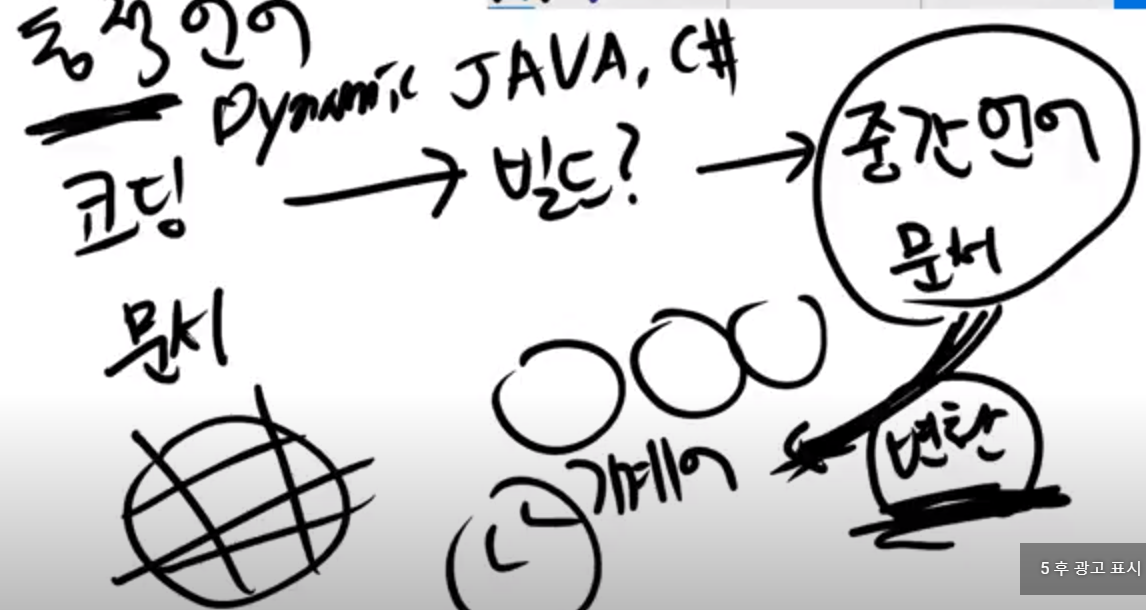 동적 언어
Dynamic JAVA, C#
코딩 → 빌드? → 중간언어
문서
문서
변환
기계어
5 후 광고 표시